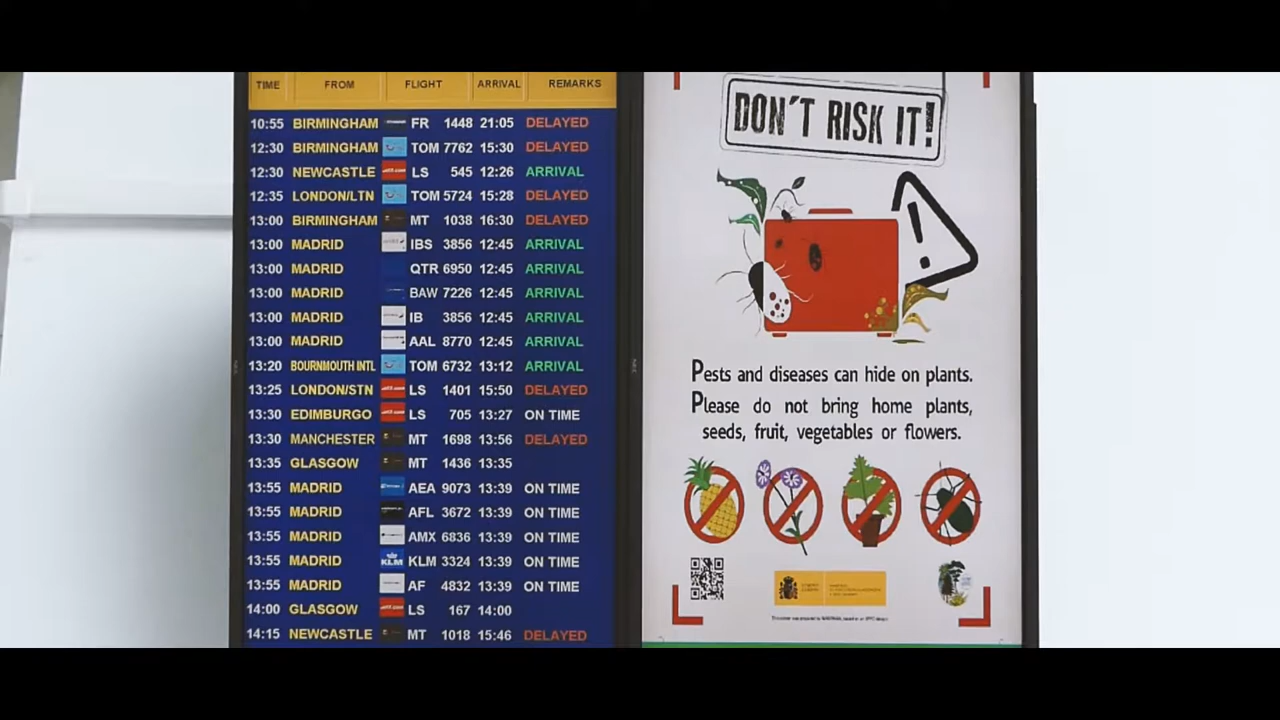 TIME FROM FLIGHT ARRIVAL REMARKS
10:55 BIRMINGHAM FR 1448 21:05 DELAYED
12:30 BIRMINGHAM TOM 7762 15:30 DELAYED
12:30 NEWCASTLE LS 545 12:26 ARRIVAL
12:35 LONDON/LTN TOM 5724 15:28 DELAYED
13:00 BIRMINGHAM MT 1038 16:30 DELAYED
13:00 MADRID IBS 3856 12:45 ARRIVAL
13:00 MADRID QTR 6950 12:45 ARRIVAL
13:00 MADRID BAW 7226 12:45 ARRIVAL
13:00 MADRID IB 3856 12:45 ARRIVAL
13:00 MADRID AAL 8770 12:45 ARRIVAL
13:20 BOURNMOUTH INTL TOM 6732 13:12 ARRIVAL
13:25 LONDON/STN LS 1401 15:50 DELAYED
13:30 EDIMBURGO LS 705 13:27 ON TIME
13:30 MANCHESTER MT 1698 13:56 DELAYED
13:35 GLASGOW MT 1436 13:35
13:55 MADRID AEA 9073 13:39 ON TIME
13:55 MADRID AFL 3672 13:39 ON TIME
13:55 MADRID AMX 6836 13:39 ON TIME
13:55 MADRID KLM KLM 3324 13:39 ON TIME
13:55 MADRID AF 4832 13:39 ON TIME
14:00 GLASGOW LS 167 14:00
14:15 NEWCASTLE MT 1018 15:46 DELAYED
DON'T RISK IT!
!
Pests and diseases can hide on plants.
Please do not bring home plants,
seeds, fruit, vegetables or flowers.